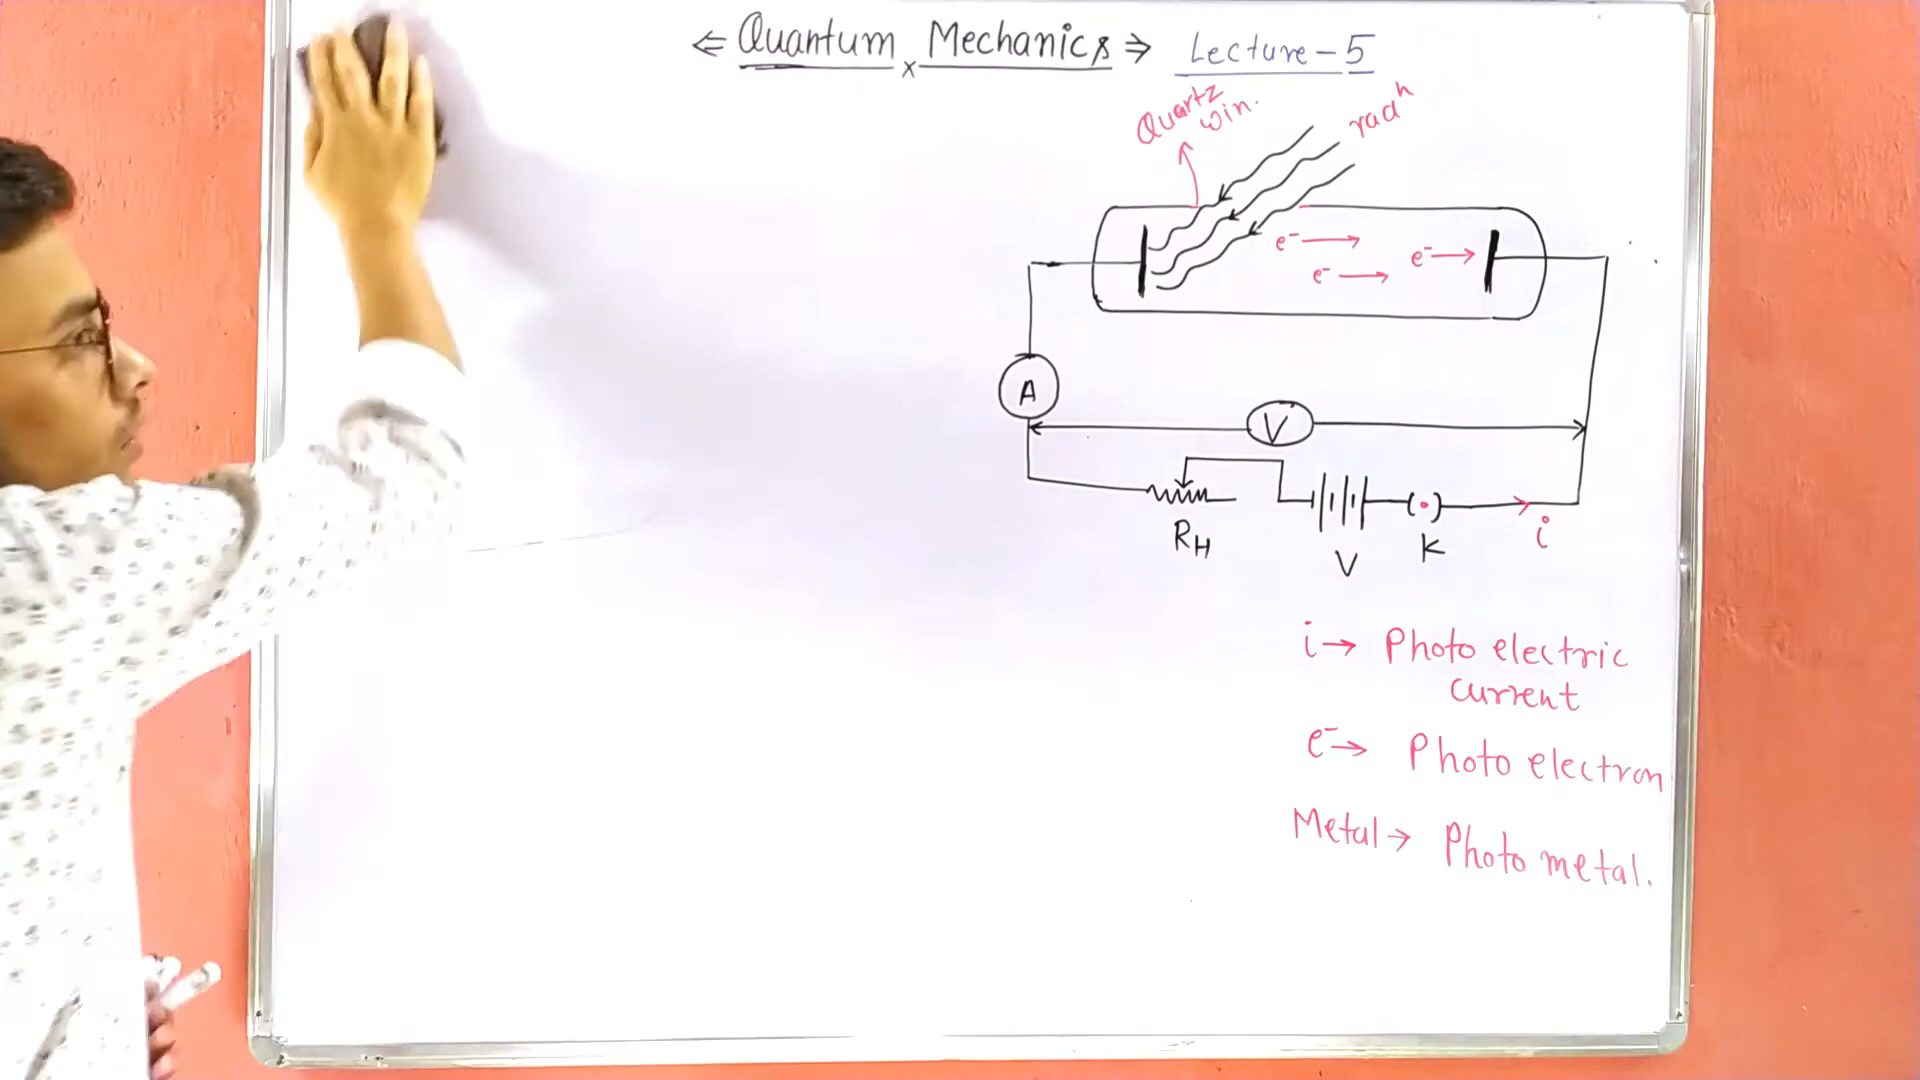 ⇐ Quantum Mechanics ⇒ Lecture-5
x
Quartz
win.
radⁿ
e⁻→
e⁻→
e⁻→
A
V
RH
V
K
i
i→ Photo electric
current
e⁻→ Photo electron
Metal→ Photo metal.